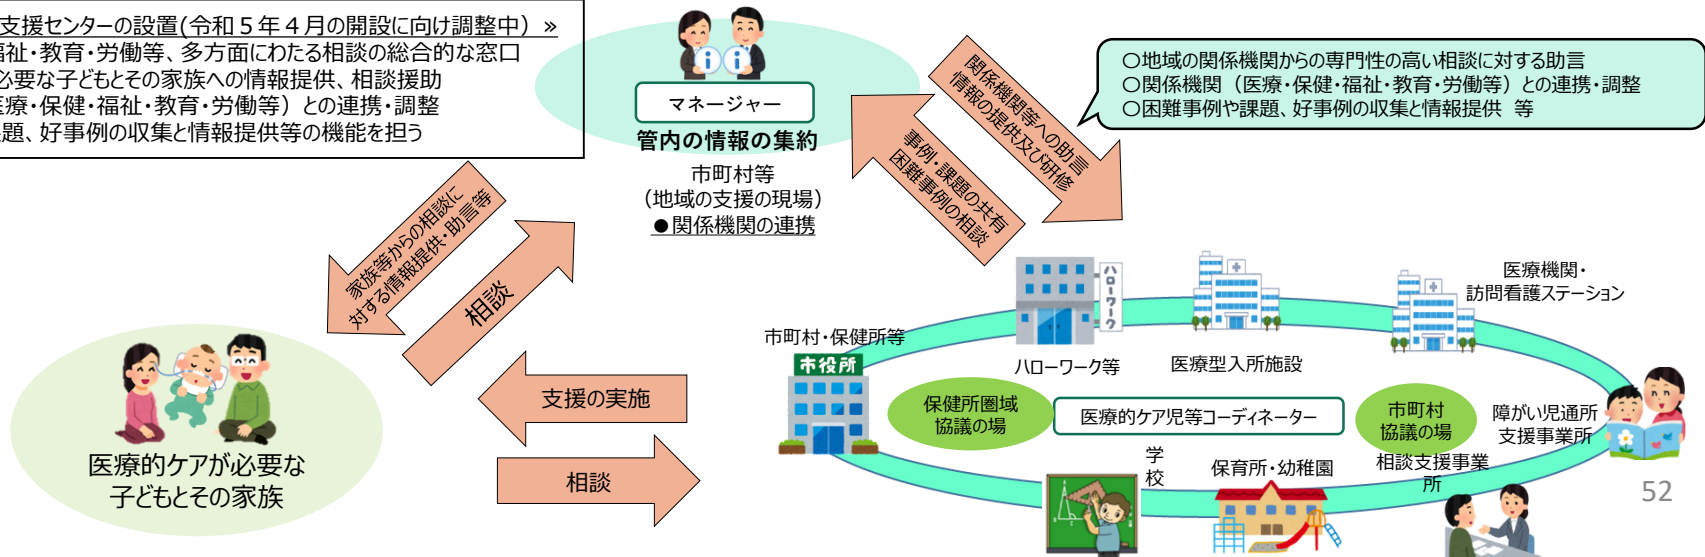 支援センターの設置(令和5年4月の開設に向け調整中）»
福祉・教育・労働等、多方面にわたる相談の総合的な窓口
必要な子どもとその家族への情報提供、相談援助
医療・保健・福祉・教育・労働等）との連携・調整
題、好事例の収集と情報提供等の機能を担う
マネージャー
管内の情報の集約
市町村等
（地域の支援の現場）
●関係機関の連携
関係機関等への助言
情報の提供及び研修
事例・課題の共有
困難事例の相談
〇地域の関係機関からの専門性の高い相談に対する助言
〇関係機関（医療・保健・福祉・教育・労働等）との連携・調整
〇困難事例や課題、好事例の収集と情報提供 等
家族等からの相談に
対する情報提供・助言等
相談
支援の実施
相談
医療的ケアが必要な
子どもとその家族
市町村・保健所等
市役所
ハローワーク
ハローワーク等
医療型入所施設
医療機関・
訪問看護ステーション
保健所圏域
協議の場
医療的ケア児等コーディネーター
市町村
協議の場
障がい児通所
支援事業所
学
校
保育所・幼稚園
相談支援事業
所
52